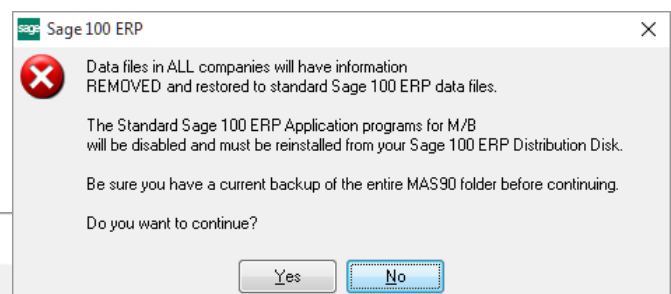 sage Sage 100 ERP
Data files in ALL companies will have information
REMOVED and restored to standard Sage 100 ERP data files.
The Standard Sage 100 ERP Application programs for M/B
will be disabled and must be reinstalled from your Sage 100 ERP Distribution Disk.
Be sure you have a current backup of the entire MAS90 folder before continuing.
Do you want to continue?
Yes No